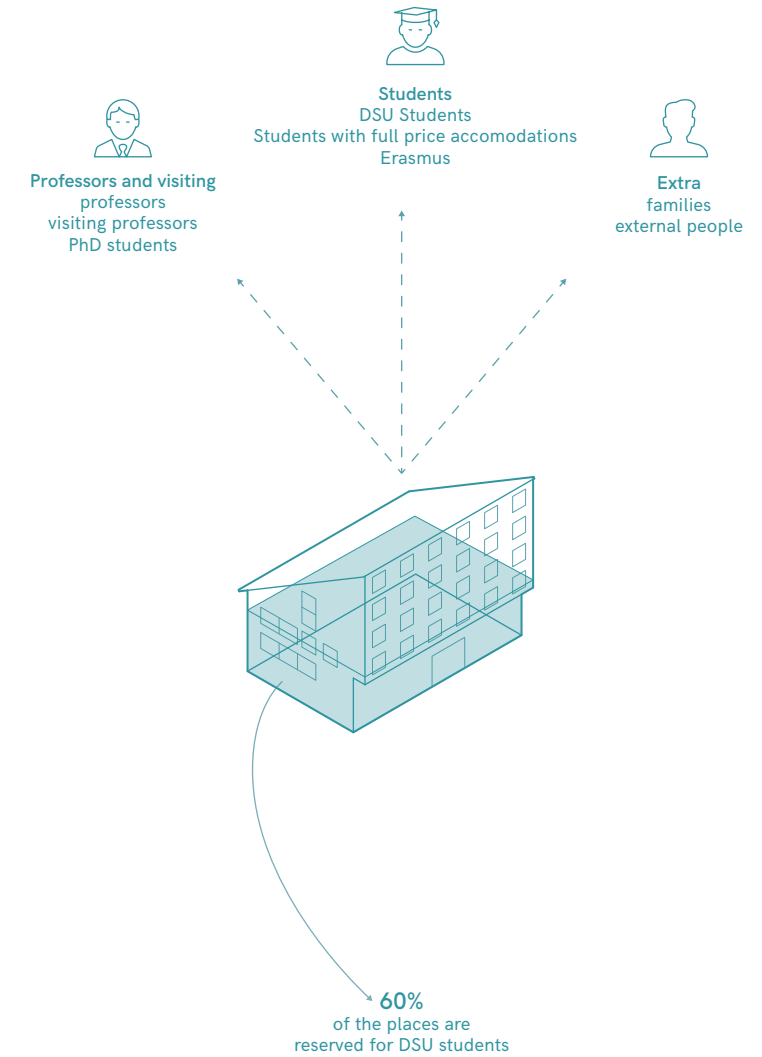 Students
DSU Students
Students with full price accomodations
Erasmus
Professors and visiting
professors
visiting professors
PhD students
Extra
families
external people
60%
of the places are
reserved for DSU students